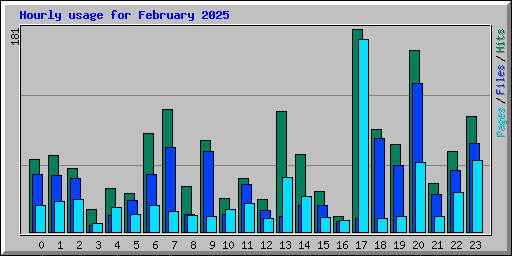 Hourly usage for February 2025
181
Pages / Files / Hits
0 1 2 3 4 5 6 7 8 9 10 11 12 13 14 15 16 17 18 19 20 21 22 23